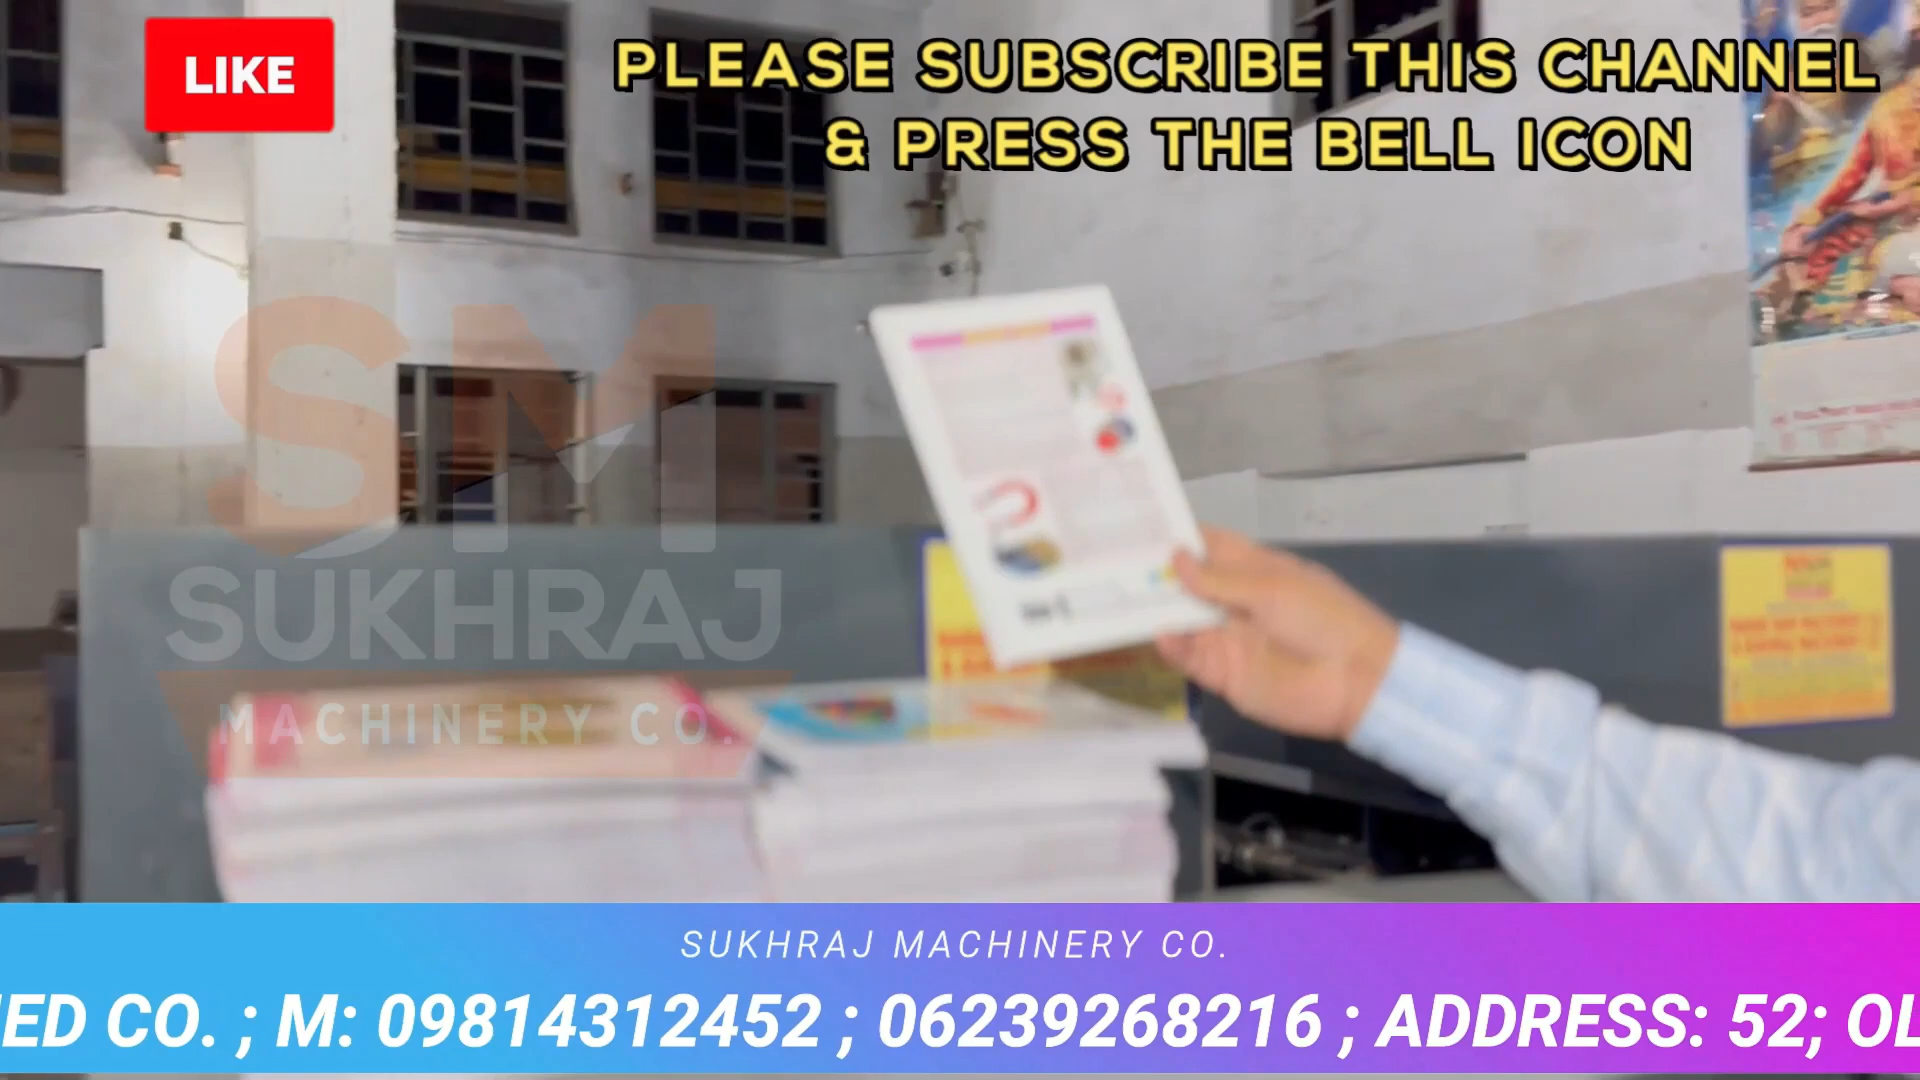 LIKE
PLEASE SUBSCRIBE THIS CHANNEL
& PRESS THE BELL ICON
SM
SUKHRAJ
MACHINERY CO.
SUKHRAJ MACHINERY CO.
ED CO. ; M: 09814312452 ; 06239268216 ; ADDRESS: 52; OL